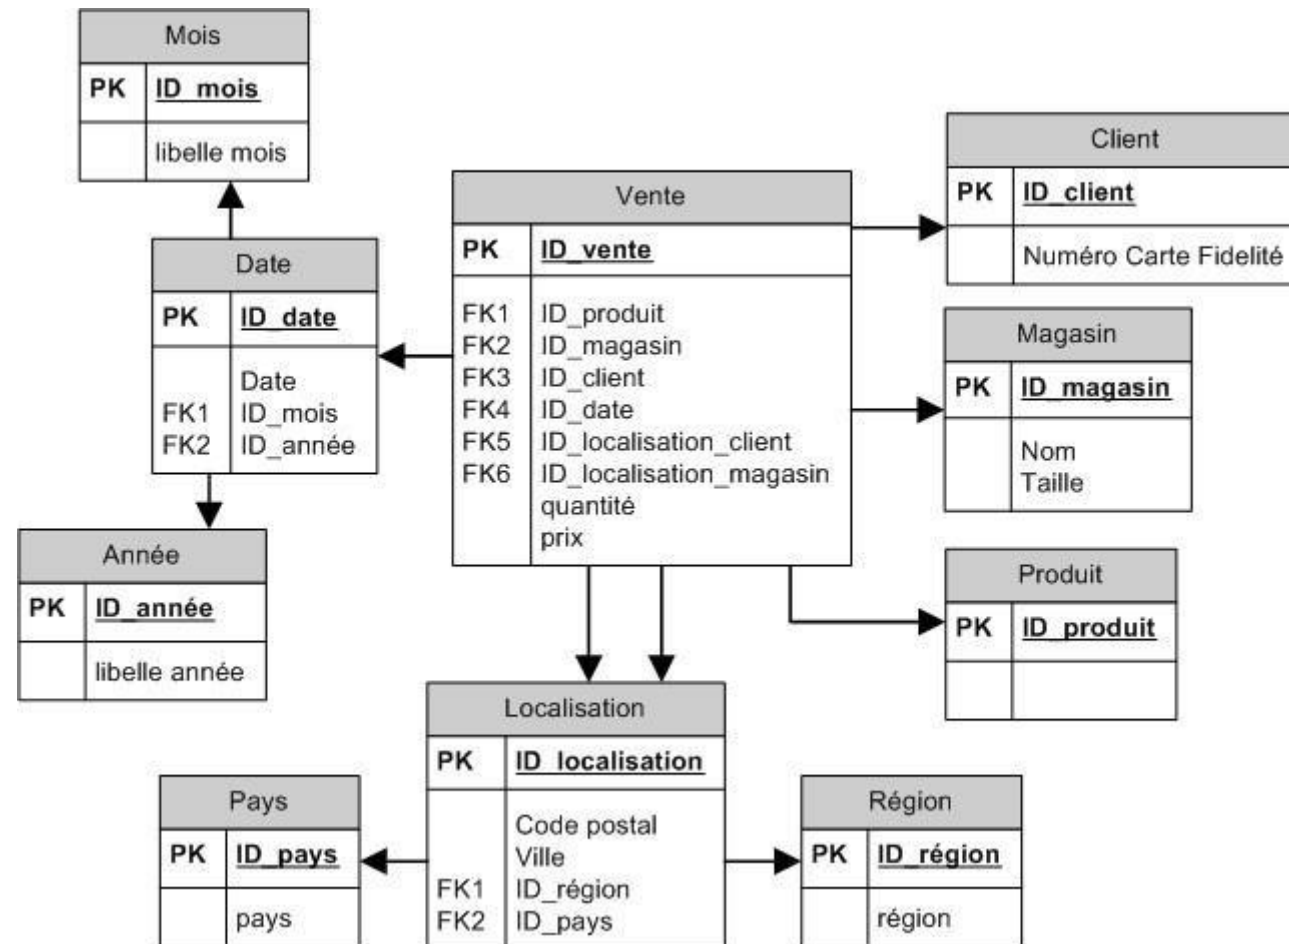 Mois
PK ID_mois
libelle mois
Client
PK ID_client
Numéro Carte Fidelité
Vente
PK ID_vente
FK1 ID_produit
FK2 ID_magasin
FK3 ID_client
FK4 ID_date
FK5 ID_localisation_client
FK6 ID_localisation_magasin
quantité
prix
Date
PK ID_date
Date
FK1 ID_mois
FK2 ID_année
Magasin
PK ID_magasin
Nom
Taille
Année
PK ID_année
libelle année
Produit
PK ID_produit
Localisation
PK ID_localisation
Code postal
Ville
FK1 ID_région
FK2 ID_pays
Pays
PK ID_pays
pays
Région
PK ID_région
région